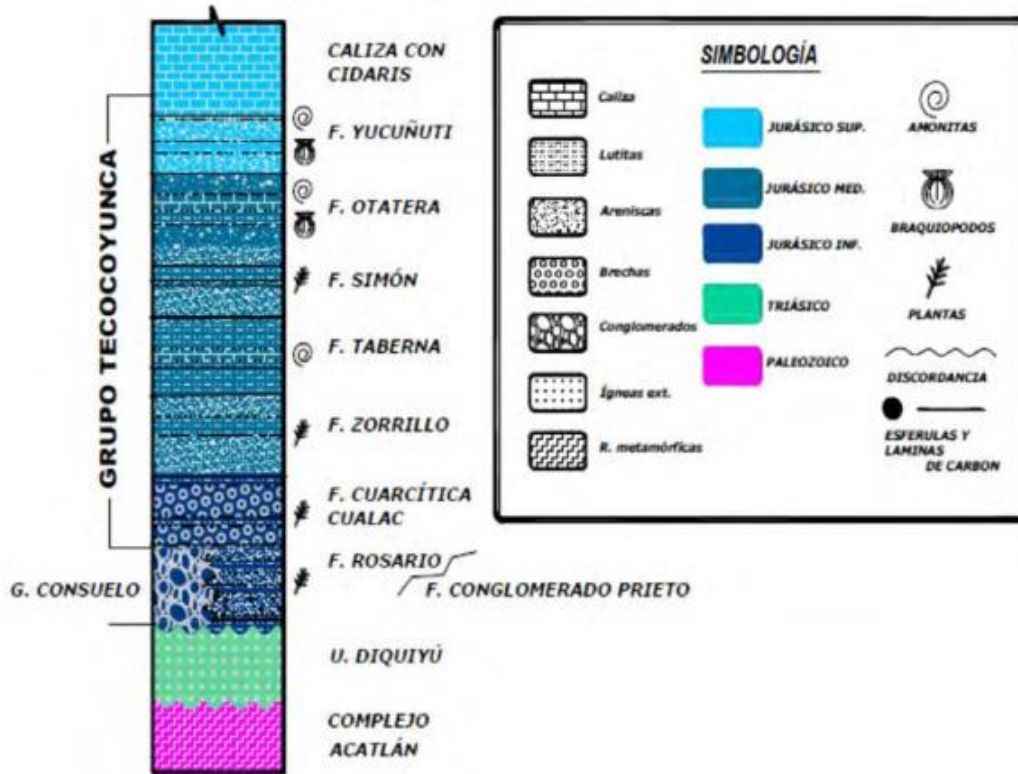 CALIZA CON
CIDARIS
F. YUCUÑUTI
F. OTATERA
F. SIMÓN
F. TABERNA
F. ZORRILLO
F. CUARCÍTICA
CUALAC
F. ROSARIO
F. CONGLOMERADO PRIETO
U. DIQUIYÚ
COMPLEJO
ACATLÁN
GRUPO TECOCOYUNCA
G. CONSUELO
SIMBOLOGÍA
Caliza
Lutitas
Areniscas
Brechas
Conglomerados
Ígneas ext.
R. metamórficas
JURÁSICO SUP.
JURÁSICO MED.
JURÁSICO INF.
TRIÁSICO
PALEOZOICO
AMONITAS
BRAQUIOPODOS
PLANTAS
DISCORDANCIA
ESFERULAS Y
LAMINAS
DE CARBON